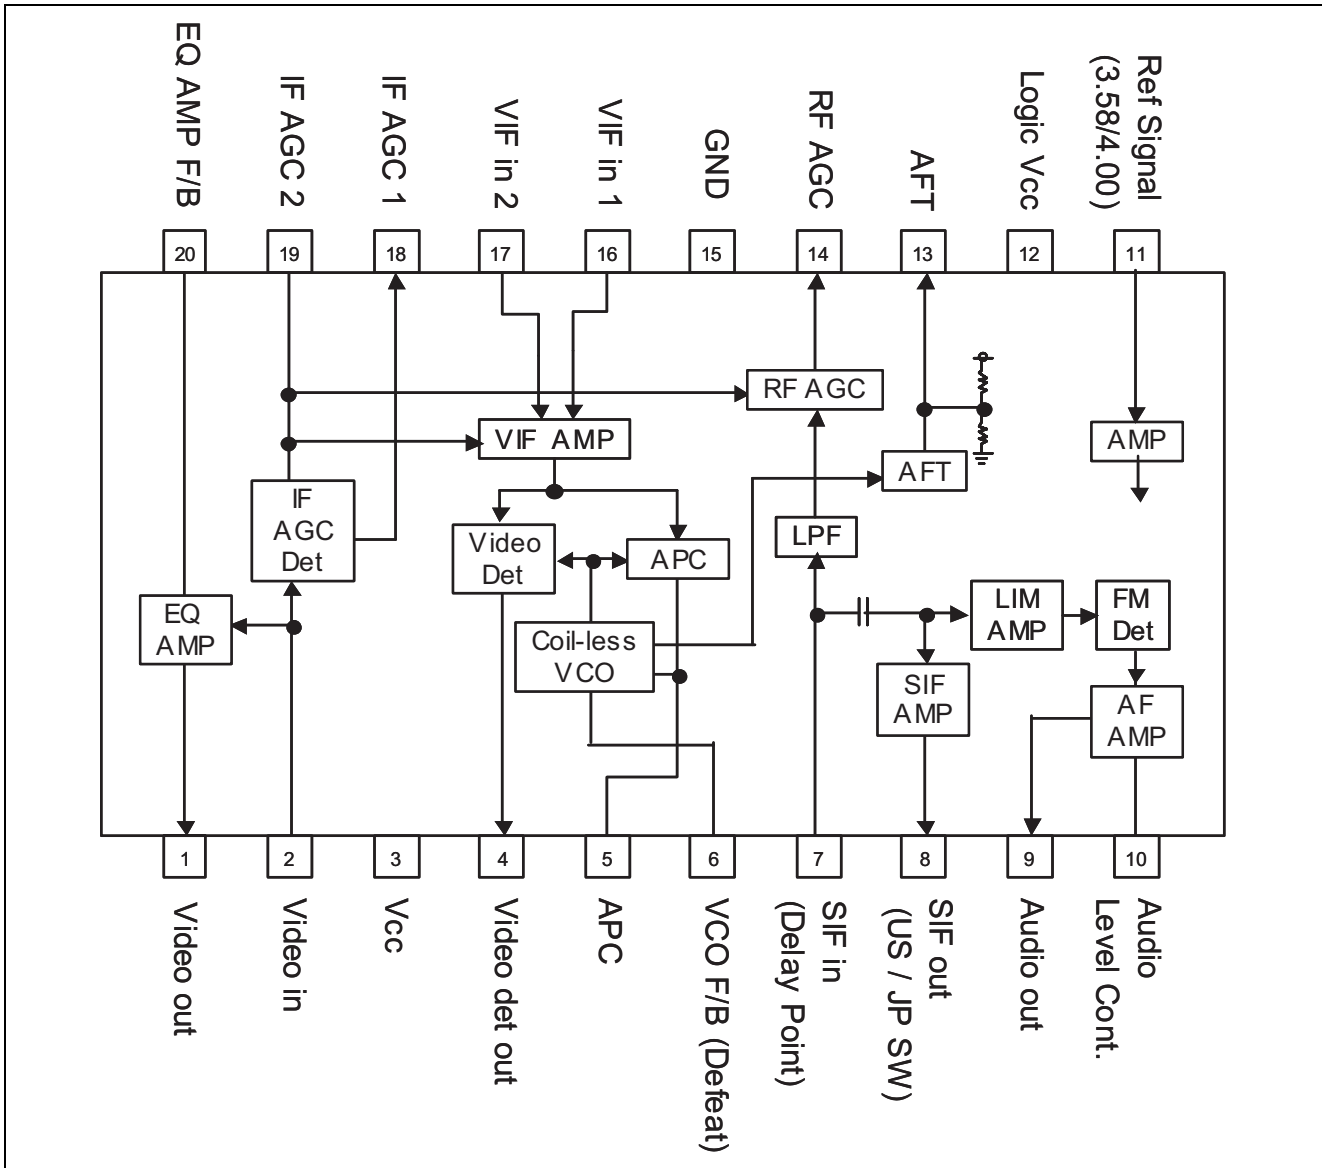 EQ AMP F/B
IF AGC 2
IF AGC 1
VIF in 2
VIF in 1
GND
RF AGC
AFT
Logic Vcc
Ref Signal
(3.58/4.00)
20
19
18
17
16
15
14
13
12
11
RF AGC
VIF AMP
AMP
AFT
IF
AGC
Det
Video
Det
APC
LPF
EQ
AMP
Coil-less
VCO
LIM
AMP
FM
Det
SIF
AMP
AF
AMP
1
2
3
4
5
6
7
8
9
10
Video out
Video in
Vcc
Video det out
APC
VCO F/B (Defeat)
SIF in
(Delay Point)
SIF out
(US / JP SW)
Audio out
Audio
Level Cont.